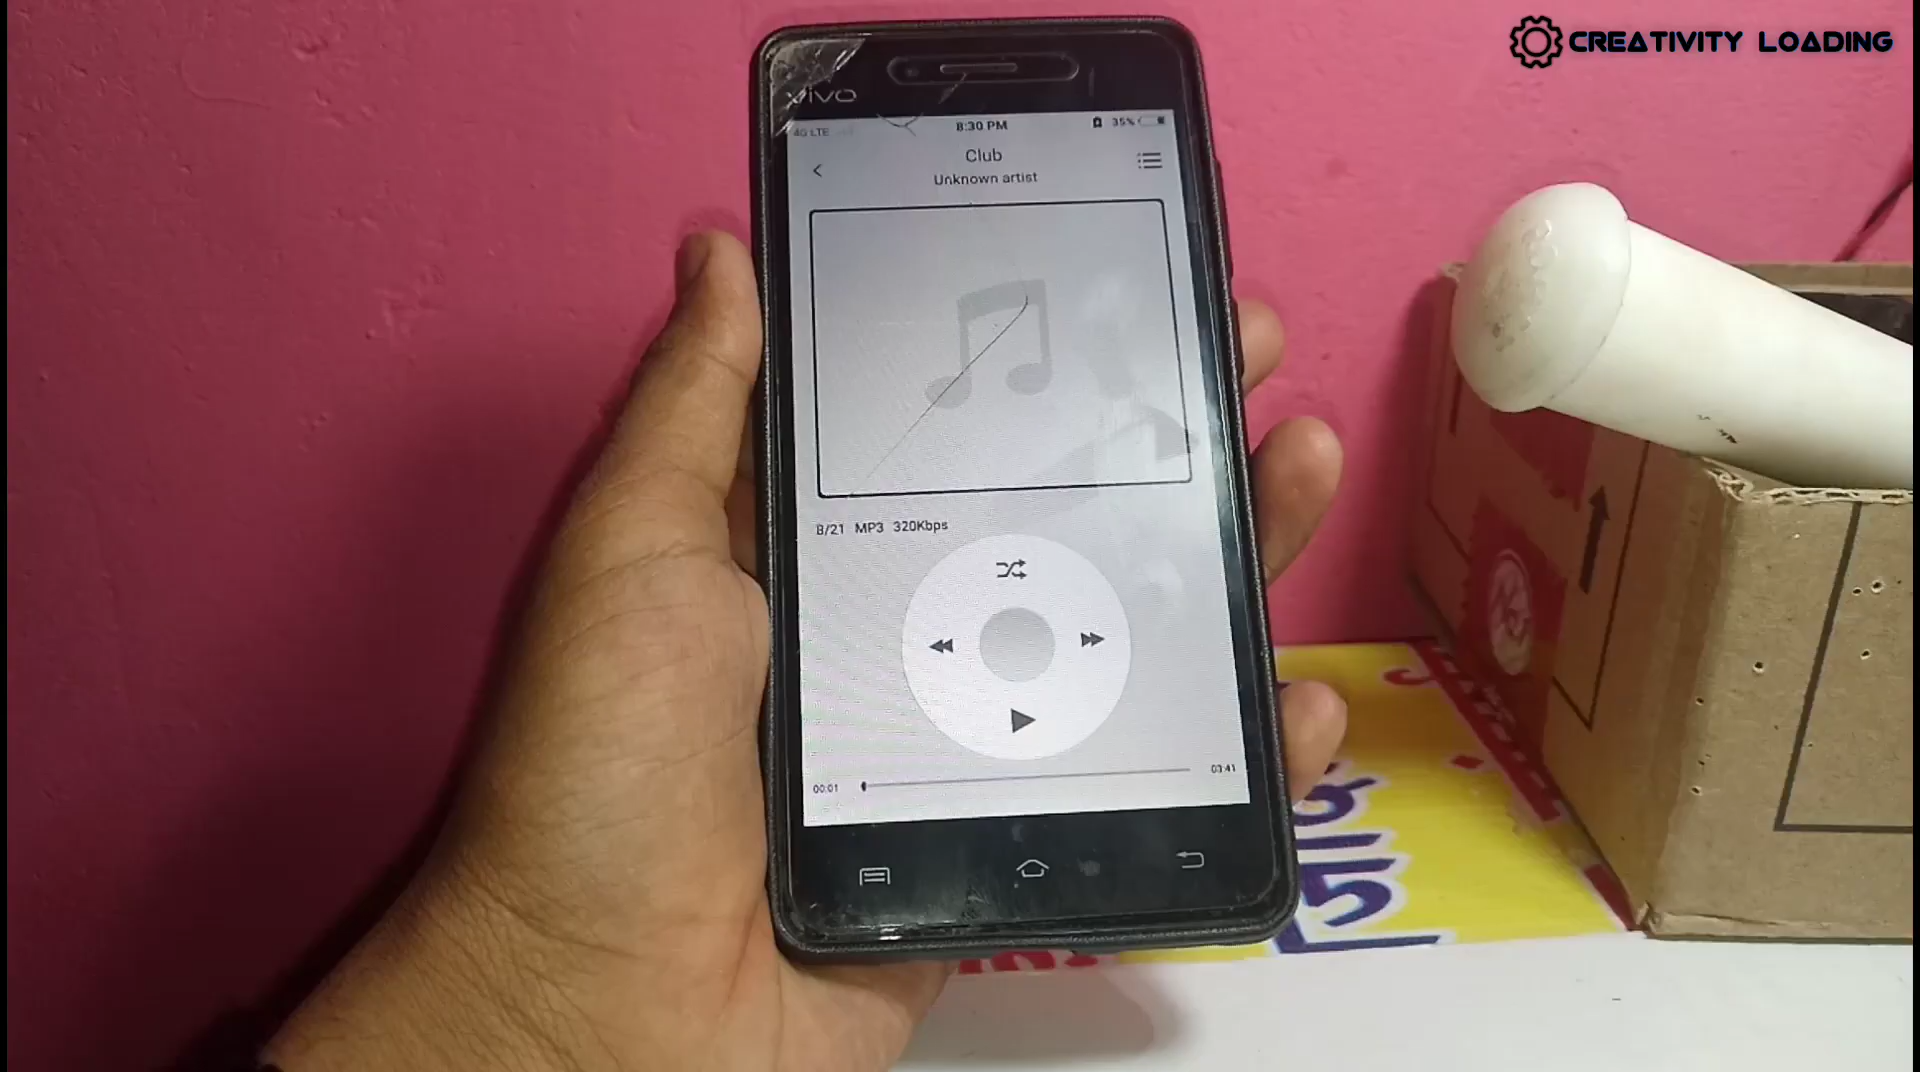 CREATIVITY LOADING
vivo
4G LTE
8:30 PM
35%
Club
Unknown artist
8/21 MP3 320Kbps
00:01
03:41